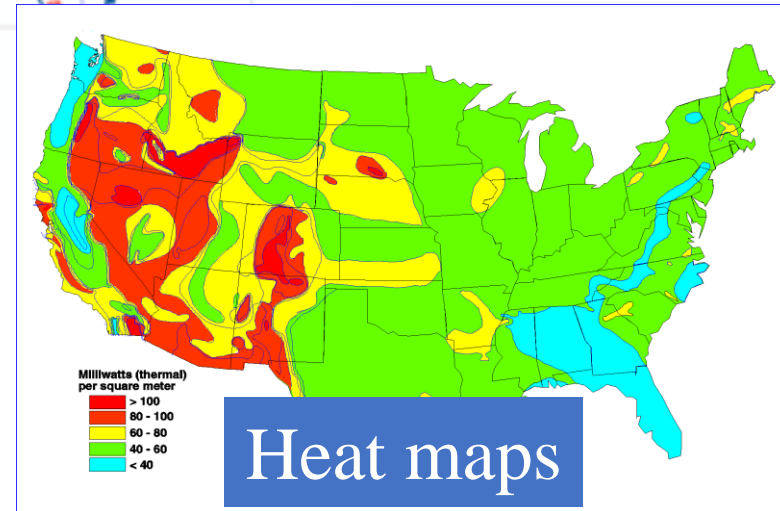 Milliwatts (thermal)
per square meter
> 100
80 - 100
60 - 80
40 - 60
< 40
Heat maps